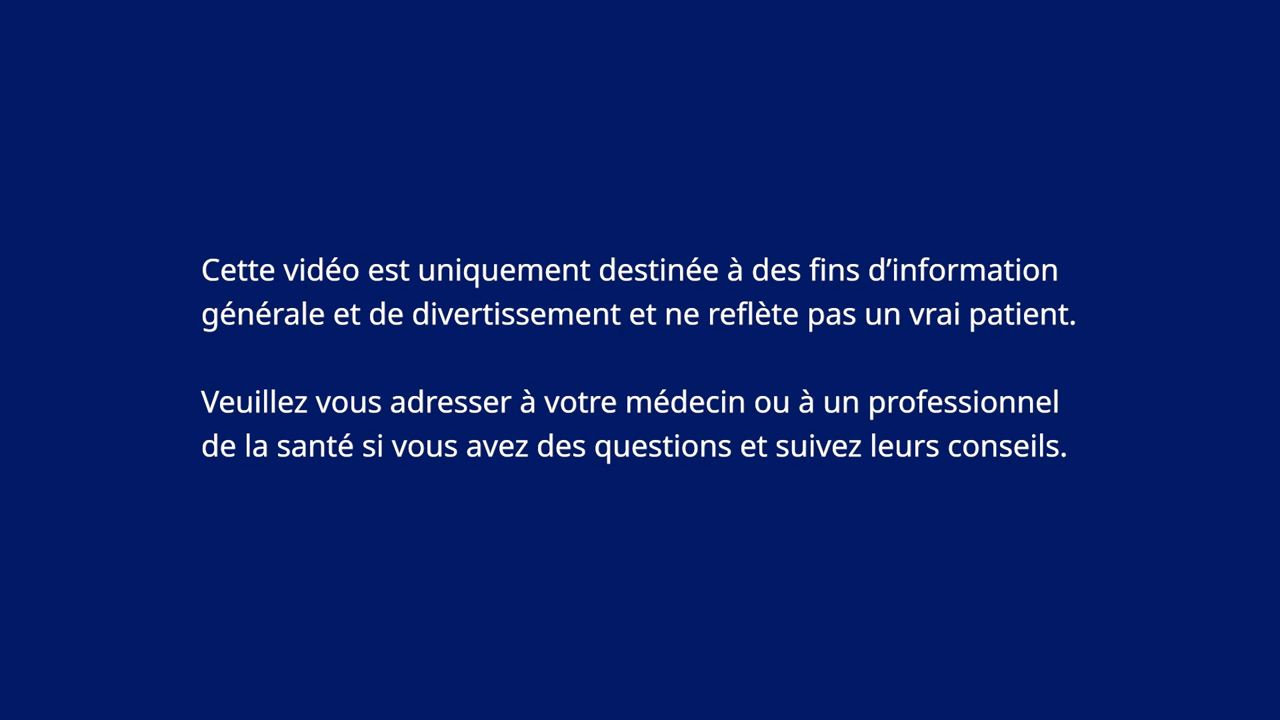 Cette vidéo est uniquement destinée à des fins d’information
générale et de divertissement et ne reflète pas un vrai patient.
Veuillez vous adresser à votre médecin ou à un professionnel
de la santé si vous avez des questions et suivez leurs conseils.